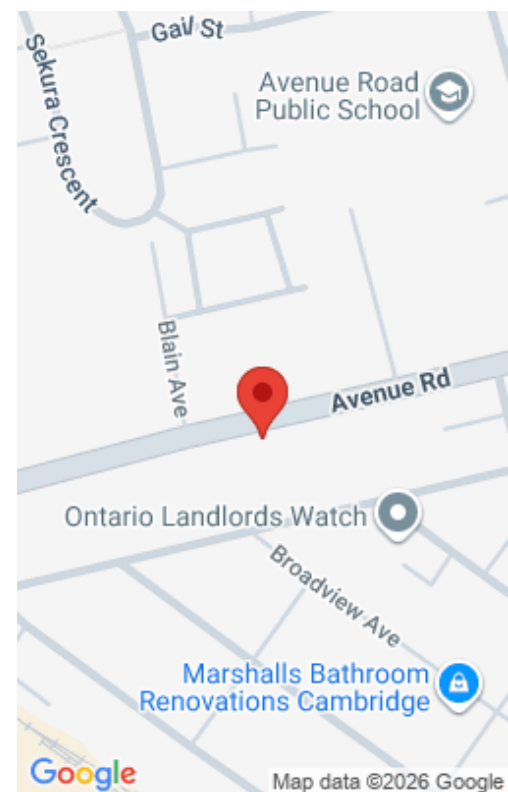 Gail St
Sekura Crescent
Avenue Road
Public School
Blain Ave
Avenue Rd
Ontario Landlords Watch
Broadview Ave
Marshalls Bathroom
Renovations Cambridge
Google
Map data ©2026 Google